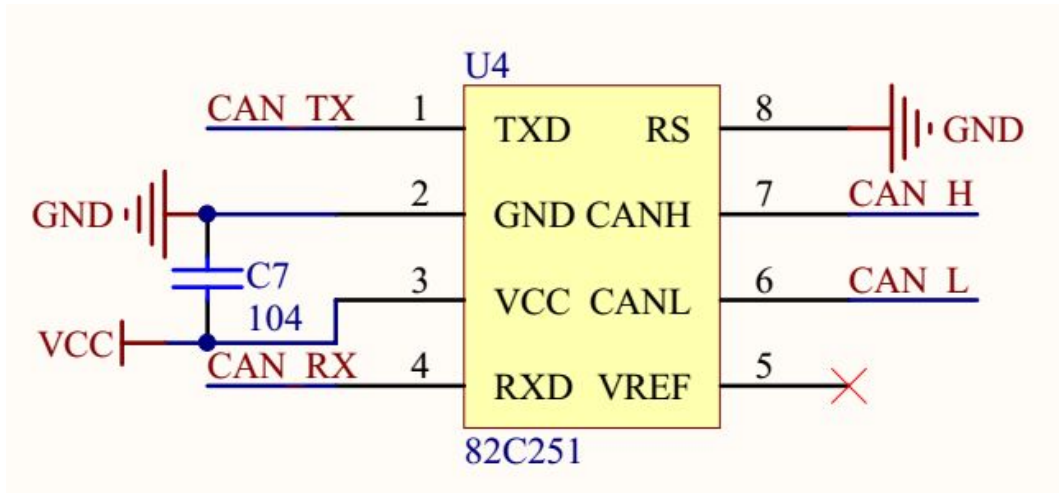 U4
CAN_TX 1 TXD RS 8 GND
GND 2 GND CANH 7 CAN_H
C7
104
3 VCC CANL 6 CAN_L
VCC
CAN_RX 4 RXD VREF 5
82C251